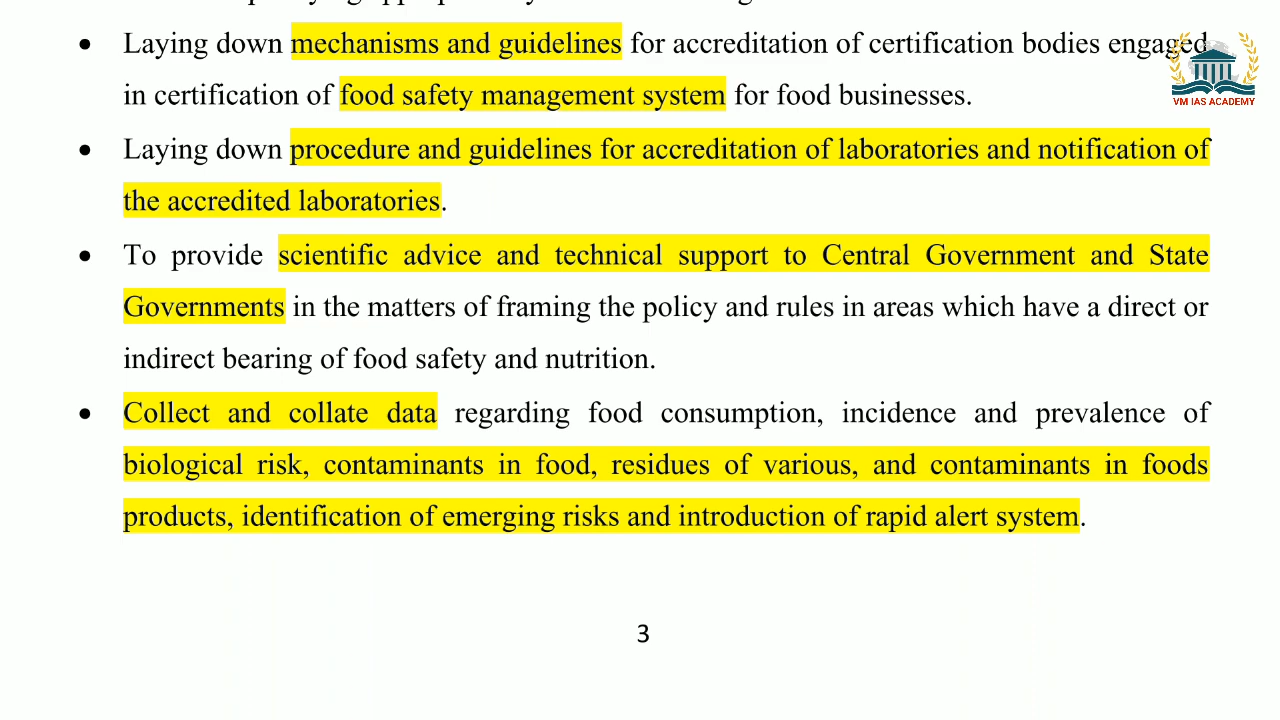 • Laying down mechanisms and guidelines for accreditation of certification bodies engaged
in certification of food safety management system for food businesses.
• Laying down procedure and guidelines for accreditation of laboratories and notification of
the accredited laboratories.
• To provide scientific advice and technical support to Central Government and State
Governments in the matters of framing the policy and rules in areas which have a direct or
indirect bearing of food safety and nutrition.
• Collect and collate data regarding food consumption, incidence and prevalence of
biological risk, contaminants in food, residues of various, and contaminants in foods
products, identification of emerging risks and introduction of rapid alert system.
3
VM IAS ACADEMY